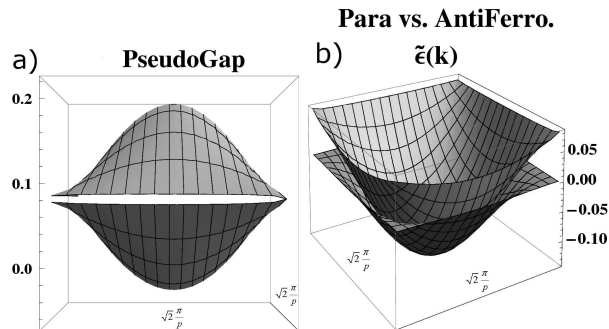 Para vs. AntiFerro.
a)
PseudoGap
b)
ϵ̃(k)
0.2
0.1
0.0
√2 π/p
√2 π/p
0.05
0.00
−0.05
−0.10
√2 π/p
√2 π/p